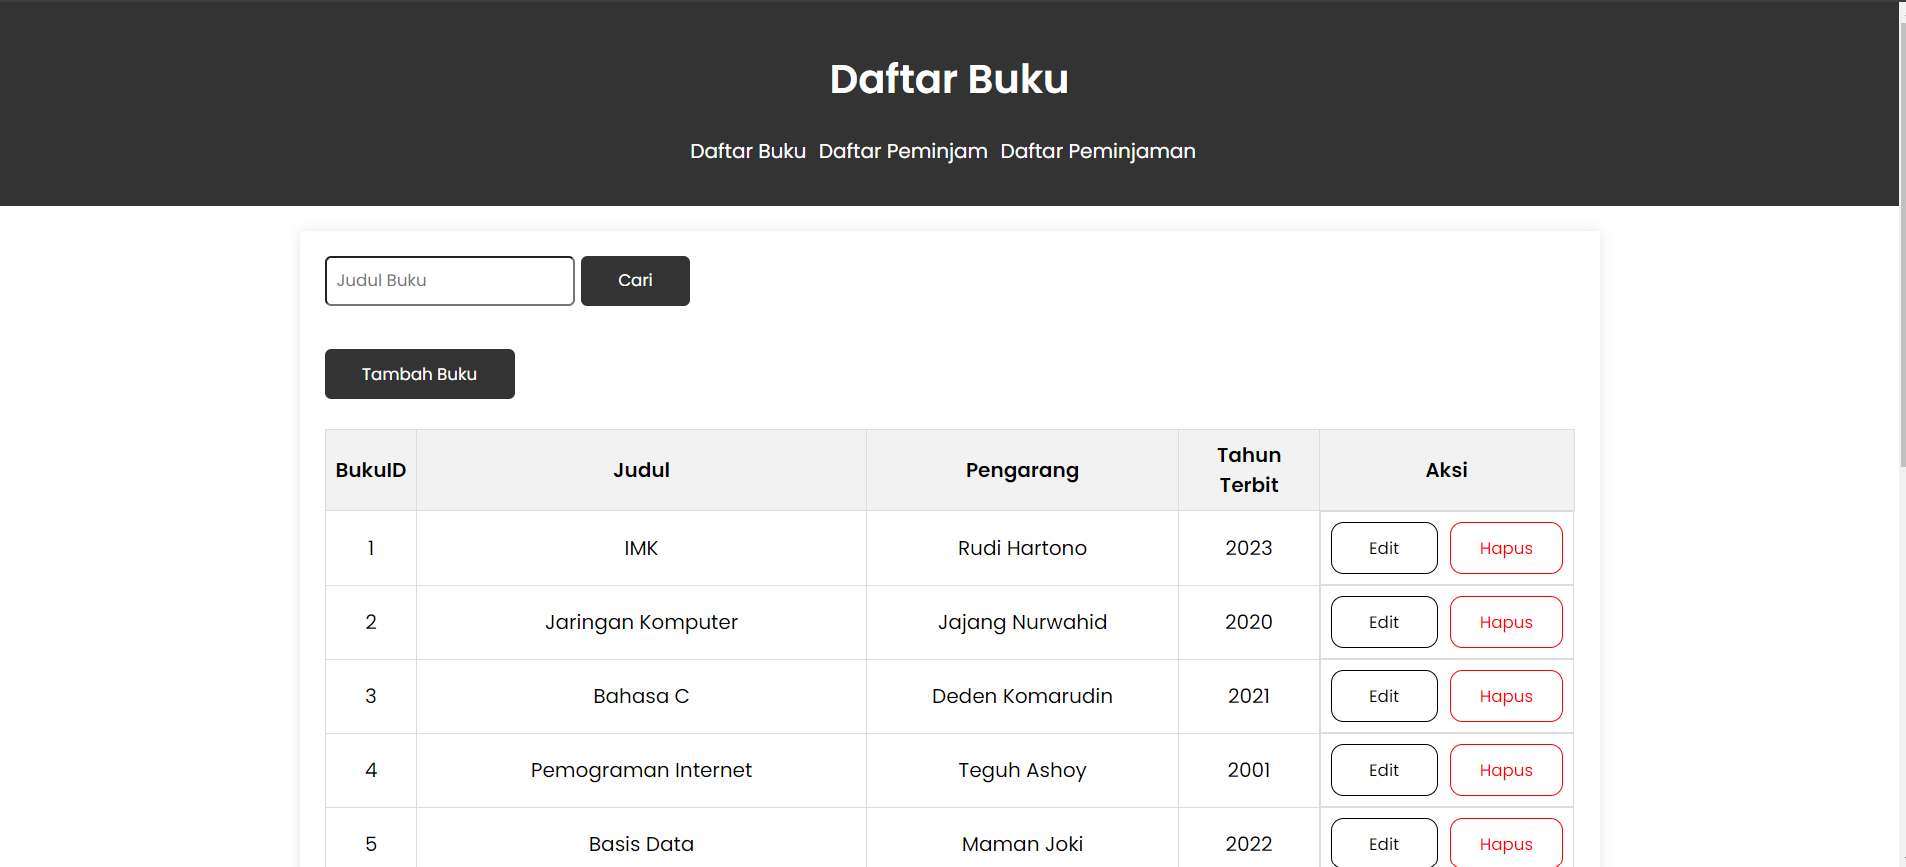 Daftar Buku
Daftar Buku Daftar Peminjam Daftar Peminjaman
Judul Buku Cari
Tambah Buku
BukuID Judul Pengarang Tahun Terbit Aksi
1 IMK Rudi Hartono 2023 Edit Hapus
2 Jaringan Komputer Jajang Nurwahid 2020 Edit Hapus
3 Bahasa C Deden Komarudin 2021 Edit Hapus
4 Pemograman Internet Teguh Ashoy 2001 Edit Hapus
5 Basis Data Maman Joki 2022 Edit Hapus